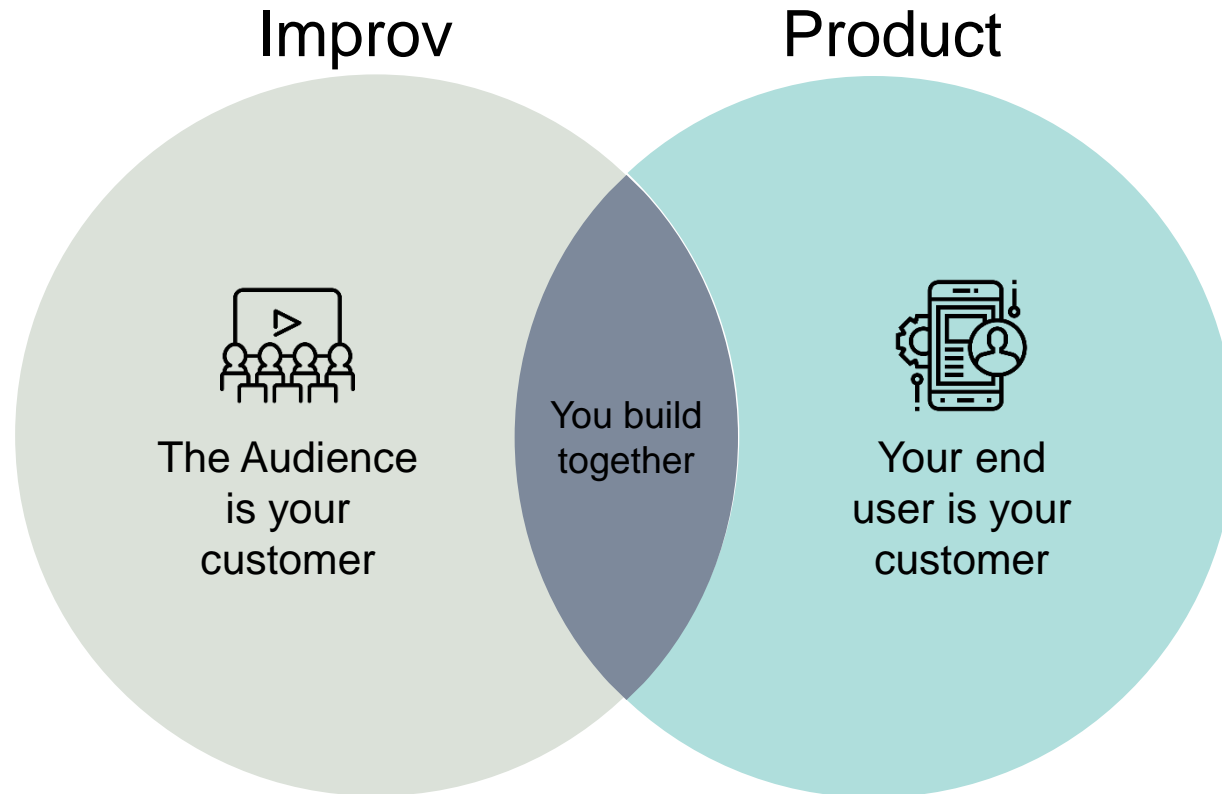 Improv
Product
The Audience
is your
customer
You build
together
Your end
user is your
customer